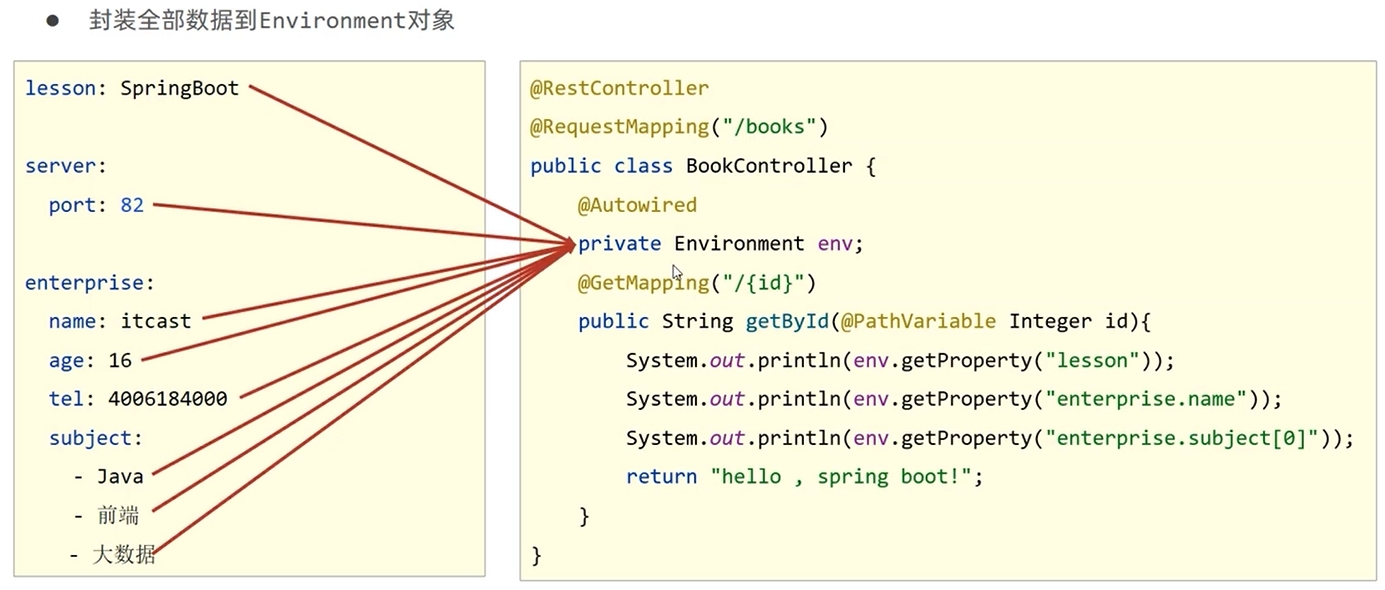 ● 封装全部数据到Environment对象
lesson: SpringBoot
server:
  port: 82
enterprise:
  name: itcast
  age: 16
  tel: 4006184000
  subject:
    - Java
    - 前端
    - 大数据
@RestController
@RequestMapping("/books")
public class BookController {
    @Autowired
    private Environment env;
    @GetMapping("/{id}")
    public String getById(@PathVariable Integer id){
        System.out.println(env.getProperty("lesson"));
        System.out.println(env.getProperty("enterprise.name"));
        System.out.println(env.getProperty("enterprise.subject[0]"));
        return "hello , spring boot!";
    }
}